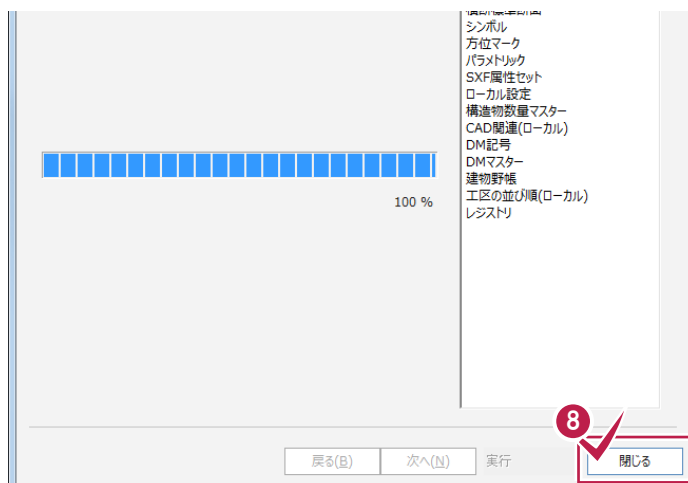 シンボル
方位マーク
パラメトリック
SXF属性セット
ローカル設定
構造物数量マスター
CAD関連(ローカル)
DM記号
DMマスター
建物野帳
工区の並び順(ローカル)
レジストリ
100 %
8
戻る(B) 次へ(N) 実行 閉じる